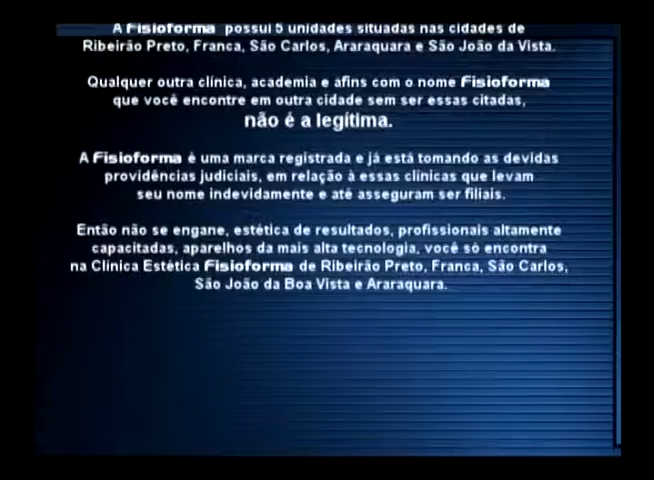 A Fisioforma possui 5 unidades situadas nas cidades de
Ribeirão Preto, Franca, São Carlos, Araraquara e São João da Vista.
Qualquer outra clínica, academia e afins com o nome Fisioforma
que você encontre em outra cidade sem ser essas citadas,
não é a legítima.
A Fisioforma é uma marca registrada e já está tomando as devidas
providências judiciais, em relação à essas clínicas que levam
seu nome indevidamente e até asseguram ser filiais.
Então não se engane, estética de resultados, profissionais altamente
capacitadas, aparelhos da mais alta tecnologia, você só encontra
na Clínica Estética Fisioforma de Ribeirão Preto, Franca, São Carlos,
São João da Boa Vista e Araraquara.